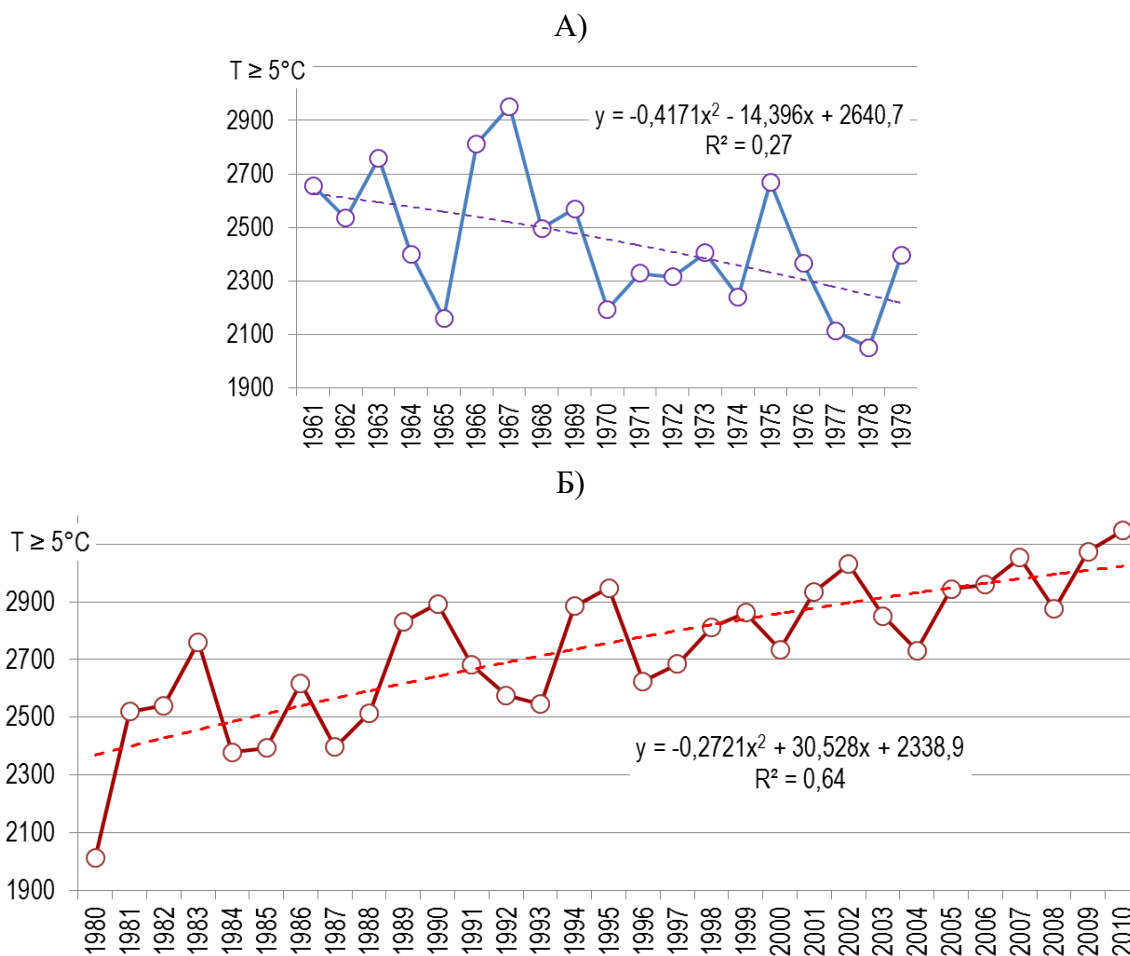 А)
T ≥ 5°C
y = -0,4171x² - 14,396x + 2640,7
R² = 0,27
2900
2700
2500
2300
2100
1900
1961 1962 1963 1964 1965 1966 1967 1968 1969 1970 1971 1972 1973 1974 1975 1976 1977 1978 1979
Б)
T ≥ 5°C
2900
2700
2500
y = -0,2721x² + 30,528x + 2338,9
R² = 0,64
2300
2100
1900
1980 1981 1982 1983 1984 1985 1986 1987 1988 1989 1990 1991 1992 1993 1994 1995 1996 1997 1998 1999 2000 2001 2002 2003 2004 2005 2006 2007 2008 2009 2010